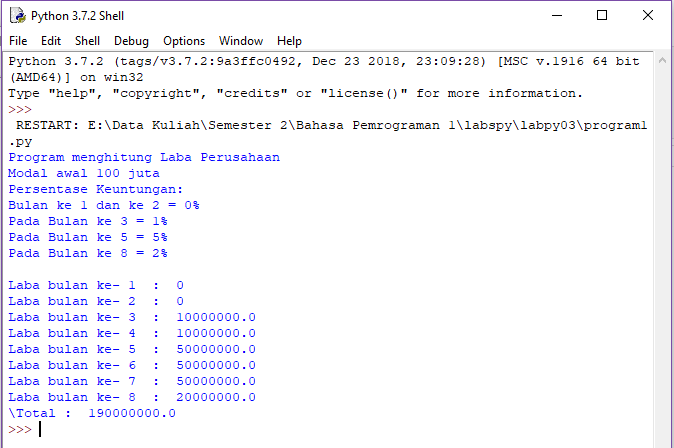 Python 3.7.2 Shell
File Edit Shell Debug Options Window Help
Python 3.7.2 (tags/v3.7.2:9a3ffc0492, Dec 23 2018, 23:09:28) [MSC v.1916 64 bit
(AMD64)] on win32
Type "help", "copyright", "credits" or "license()" for more information.
>>>
 RESTART: E:\Data Kuliah\Semester 2\Bahasa Pemrograman 1\labspy\labpy03\program1
.py
Program menghitung Laba Perusahaan
Modal awal 100 juta
Persentase Keuntungan:
Bulan ke 1 dan ke 2 = 0%
Pada Bulan ke 3 = 1%
Pada Bulan ke 5 = 5%
Pada Bulan ke 8 = 2%

Laba bulan ke- 1  :  0
Laba bulan ke- 2  :  0
Laba bulan ke- 3  :  10000000.0
Laba bulan ke- 4  :  10000000.0
Laba bulan ke- 5  :  50000000.0
Laba bulan ke- 6  :  50000000.0
Laba bulan ke- 7  :  50000000.0
Laba bulan ke- 8  :  20000000.0
\Total :  190000000.0
>>>